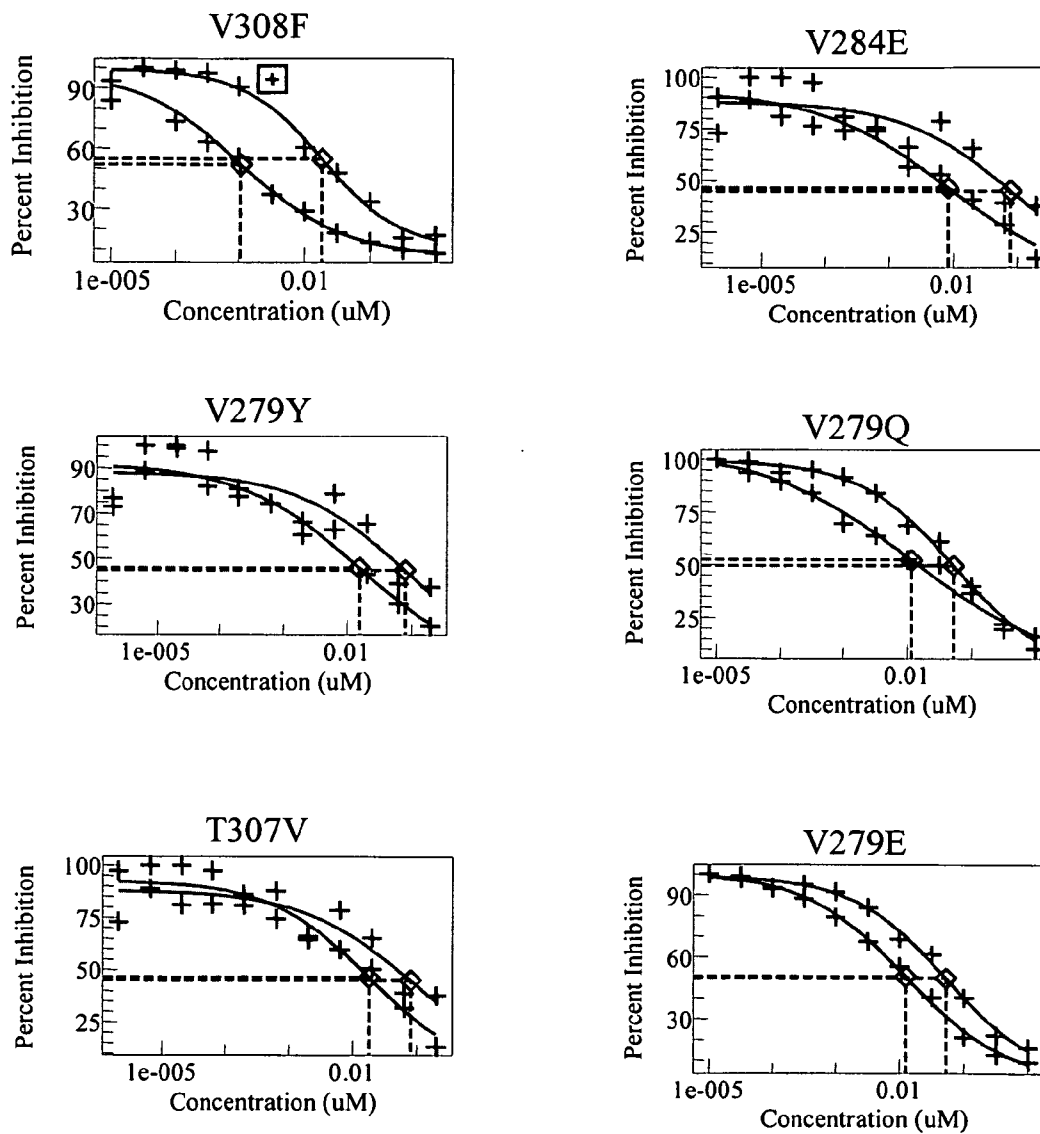 V308F
Percent Inhibition
90
60
30
1e-005
0.01
Concentration (uM)
V284E
Percent Inhibition
100
75
50
25
1e-005
0.01
Concentration (uM)
V279Y
Percent Inhibition
90
60
30
1e-005
0.01
Concentration (uM)
V279Q
Percent Inhibition
100
75
50
25
1e-005
0.01
Concentration (uM)
T307V
Percent Inhibition
100
75
50
25
1e-005
0.01
Concentration (uM)
V279E
Percent Inhibition
90
60
30
1e-005
0.01
Concentration (uM)